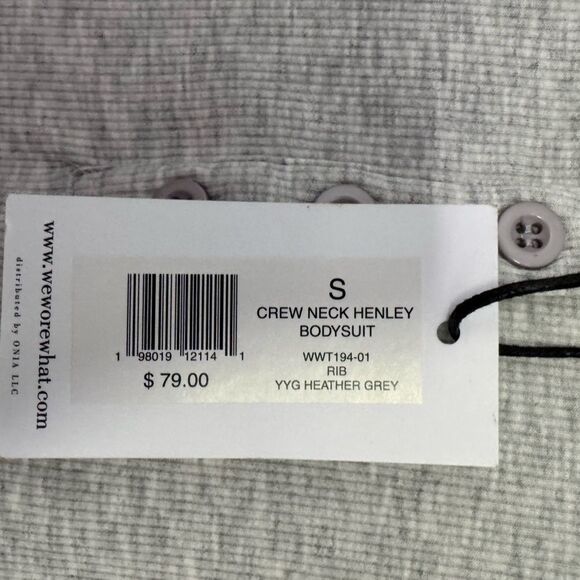 www.weworewhat.com
distributed by ONIA LLC
1 98019 12114 1
$ 79.00
S
CREW NECK HENLEY
BODYSUIT
WWT194-01
RIB
YYG HEATHER GREY